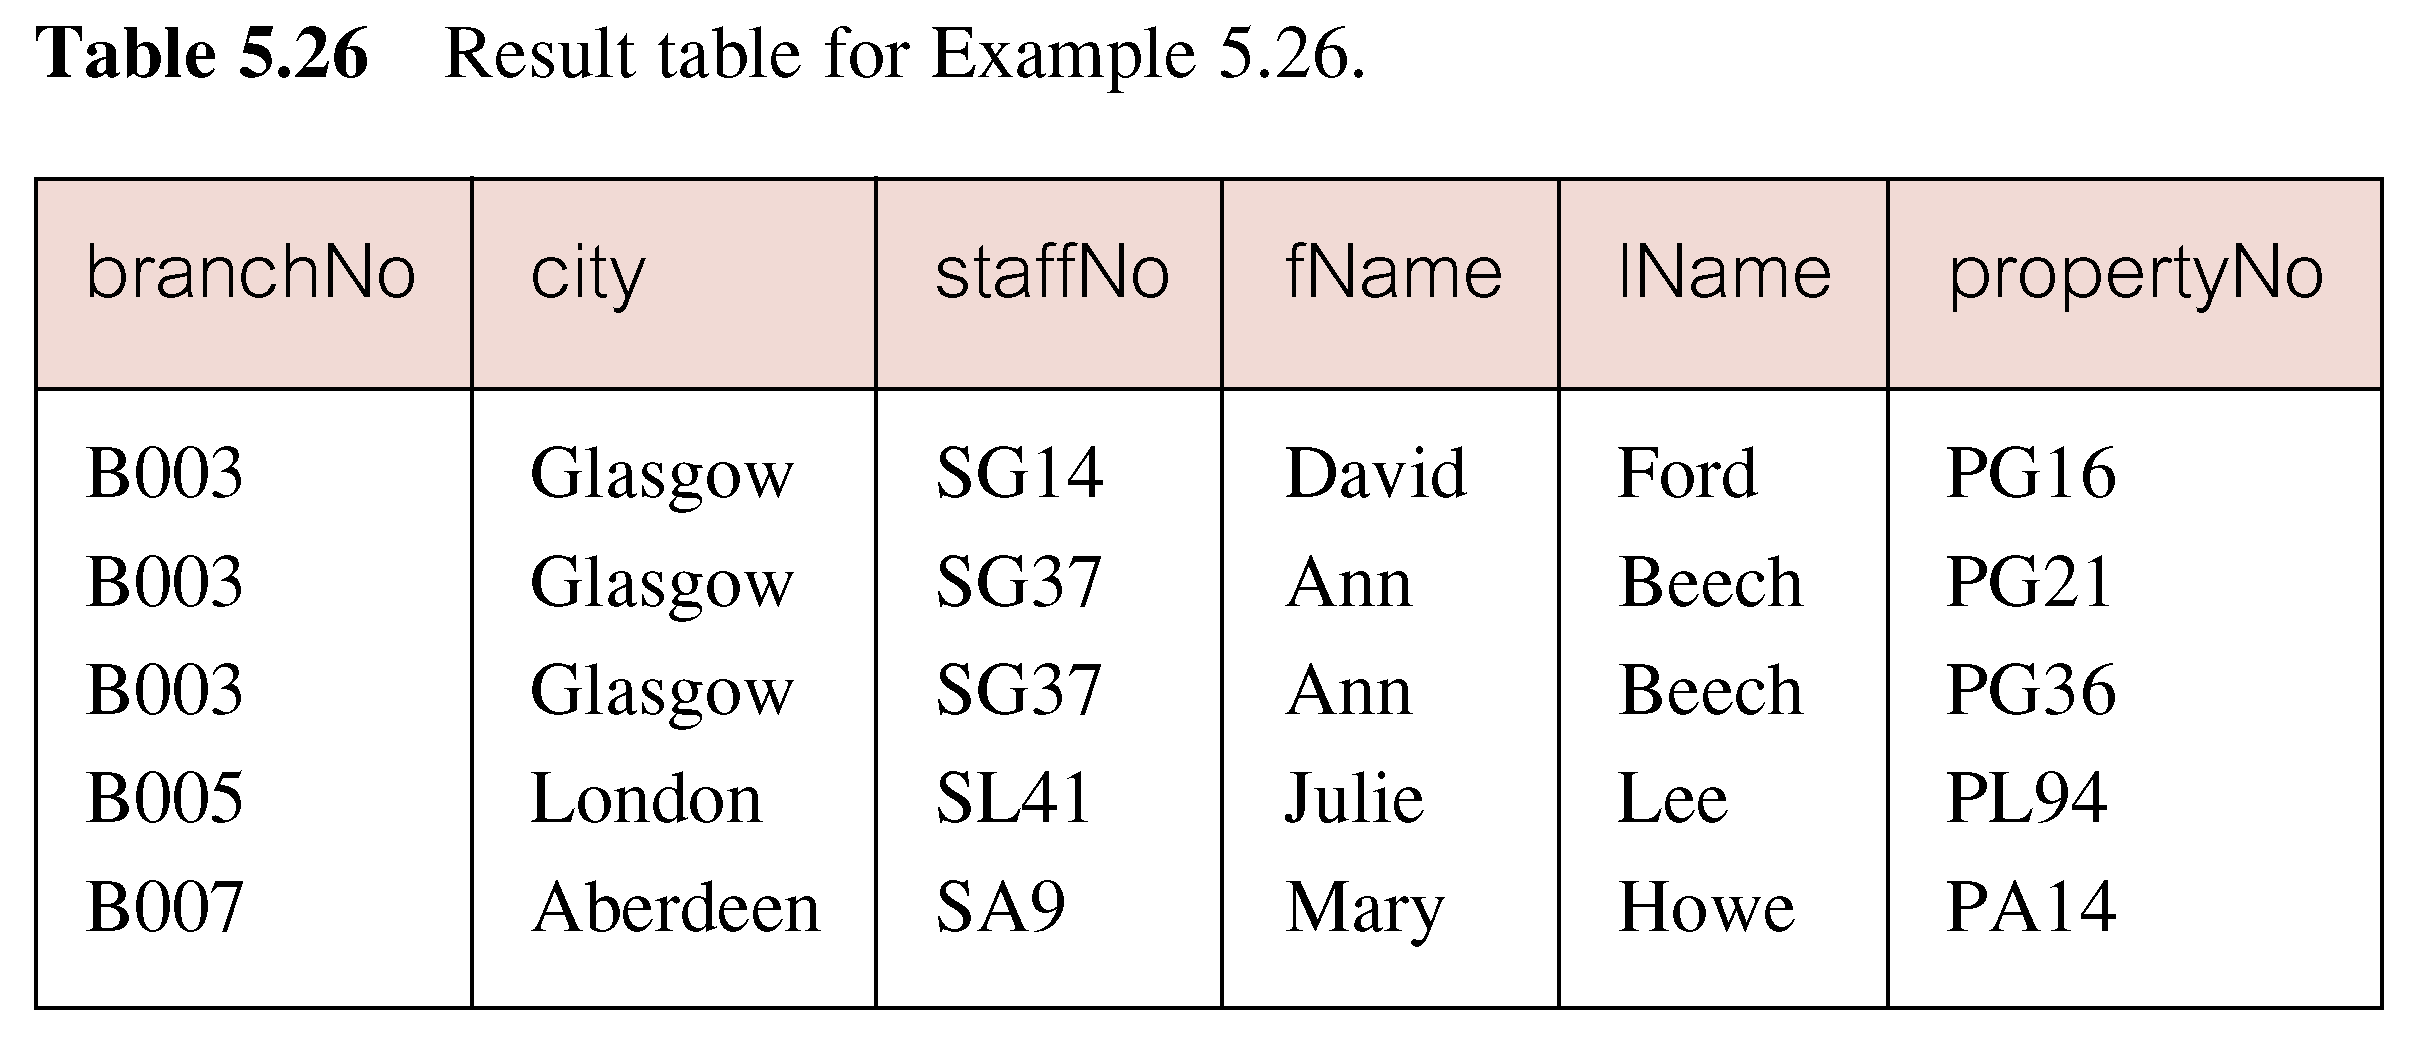 Table 5.26 Result table for Example 5.26.
branchNo city staffNo fName lName propertyNo
B003 Glasgow SG14 David Ford PG16
B003 Glasgow SG37 Ann Beech PG21
B003 Glasgow SG37 Ann Beech PG36
B005 London SL41 Julie Lee PL94
B007 Aberdeen SA9 Mary Howe PA14